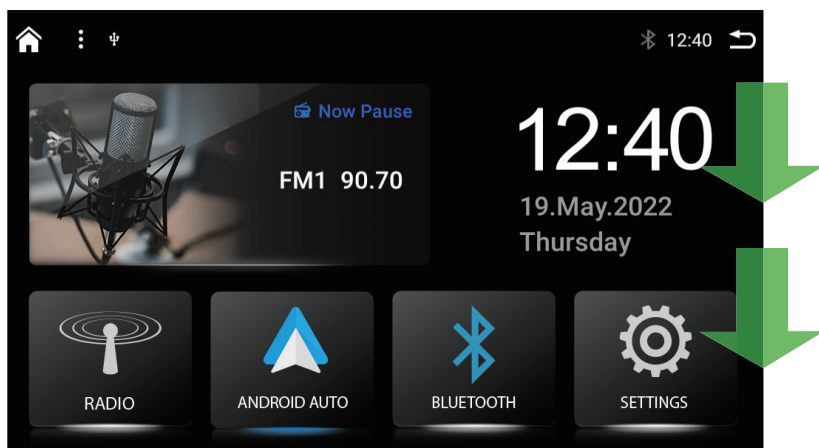 12:40
Now Pause
FM1 90.70
12:40
19.May.2022
Thursday
RADIO
ANDROID AUTO
BLUETOOTH
SETTINGS